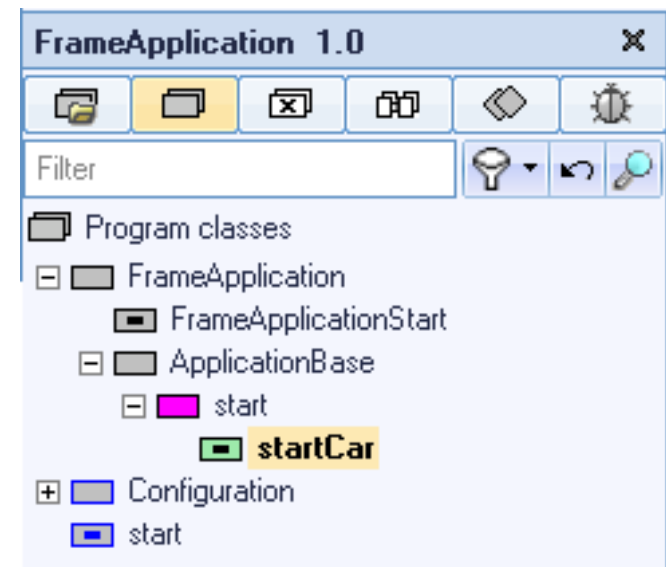 FrameApplication 1.0
Filter
Program classes
FrameApplication
FrameApplicationStart
ApplicationBase
start
startCar
Configuration
start